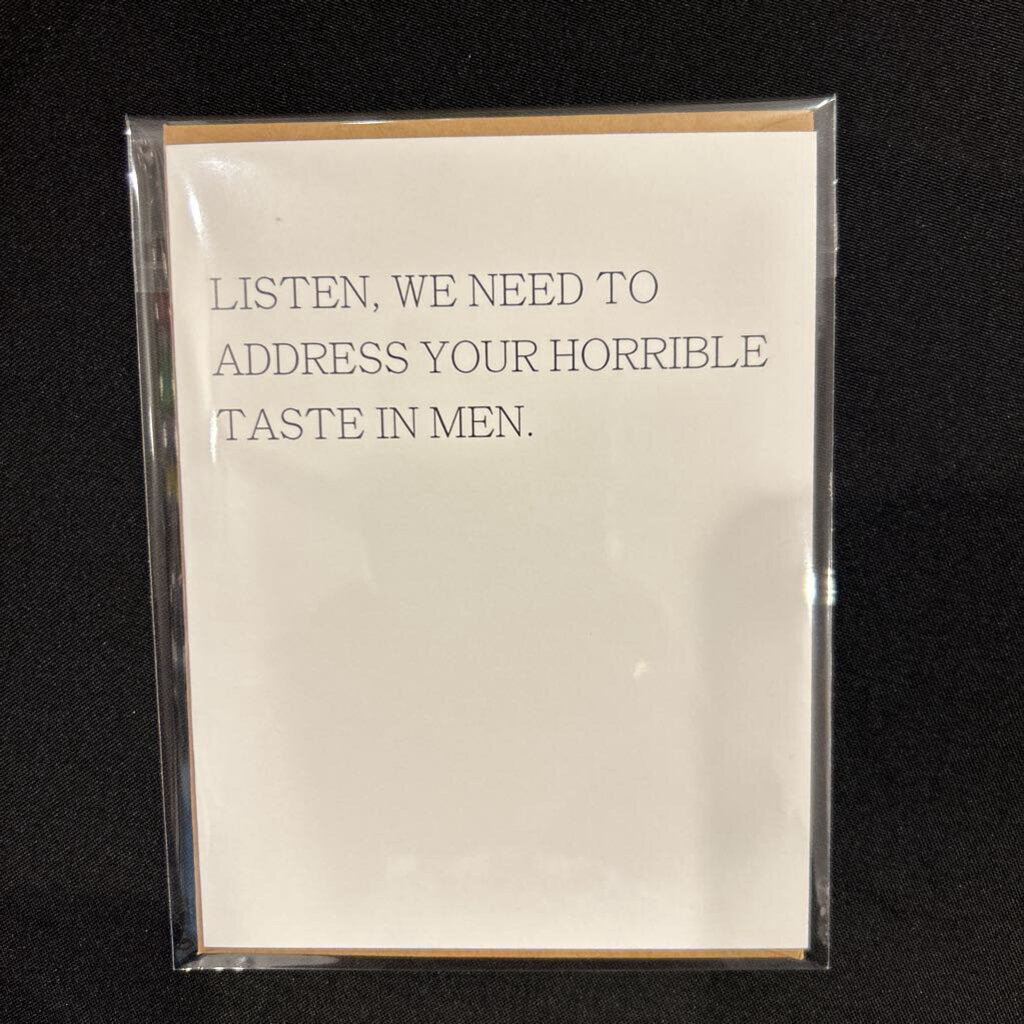 LISTEN, WE NEED TO
ADDRESS YOUR HORRIBLE
TASTE IN MEN.